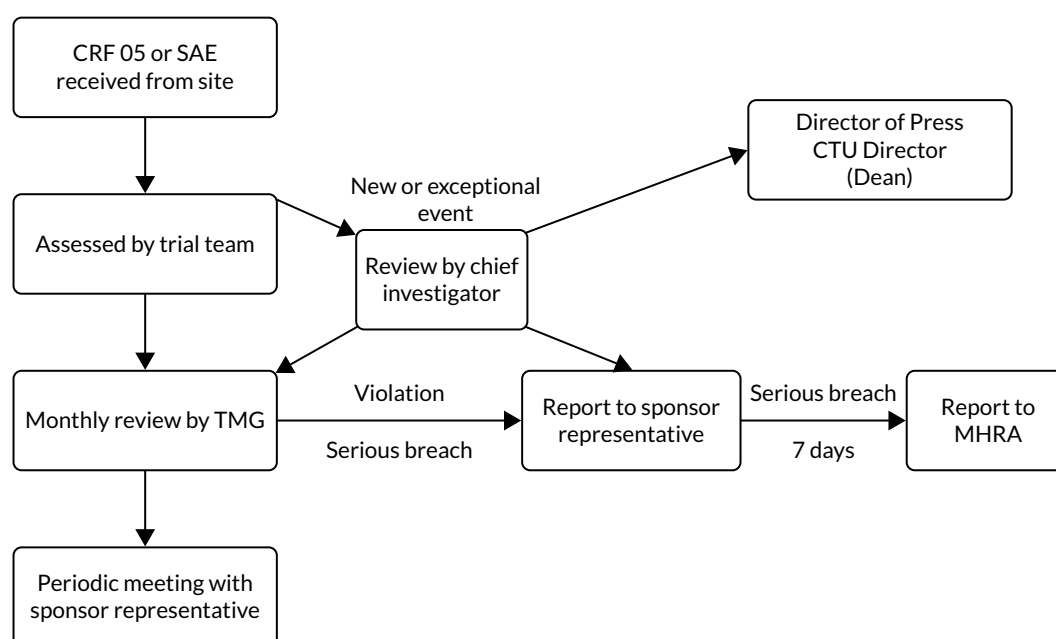 CRF 05 or SAE
received from site
Director of Press
CTU Director
(Dean)
New or exceptional
event
Assessed by trial team
Review by chief
investigator
Monthly review by TMG
Violation
Serious breach
Report to sponsor
representative
Serious breach
7 days
Report to
MHRA
Periodic meeting with
sponsor representative